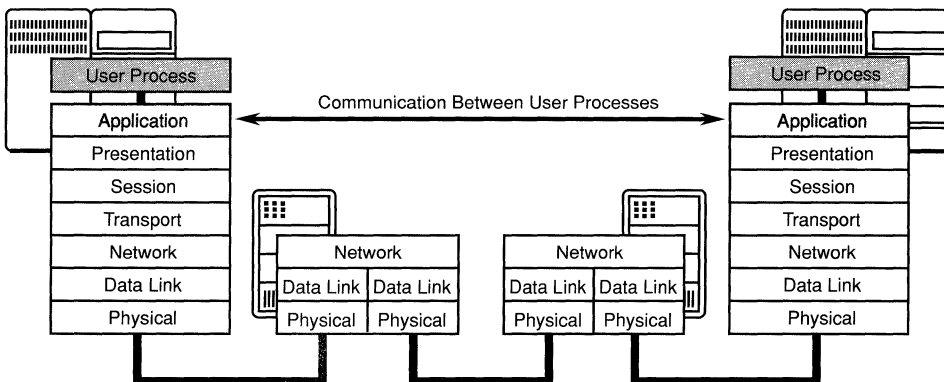 User Process
Application
Presentation
Session
Transport
Network
Data Link
Physical
Communication Between User Processes
Network
Data Link Data Link
Physical Physical
Network
Data Link Data Link
Physical Physical
User Process
Application
Presentation
Session
Transport
Network
Data Link
Physical